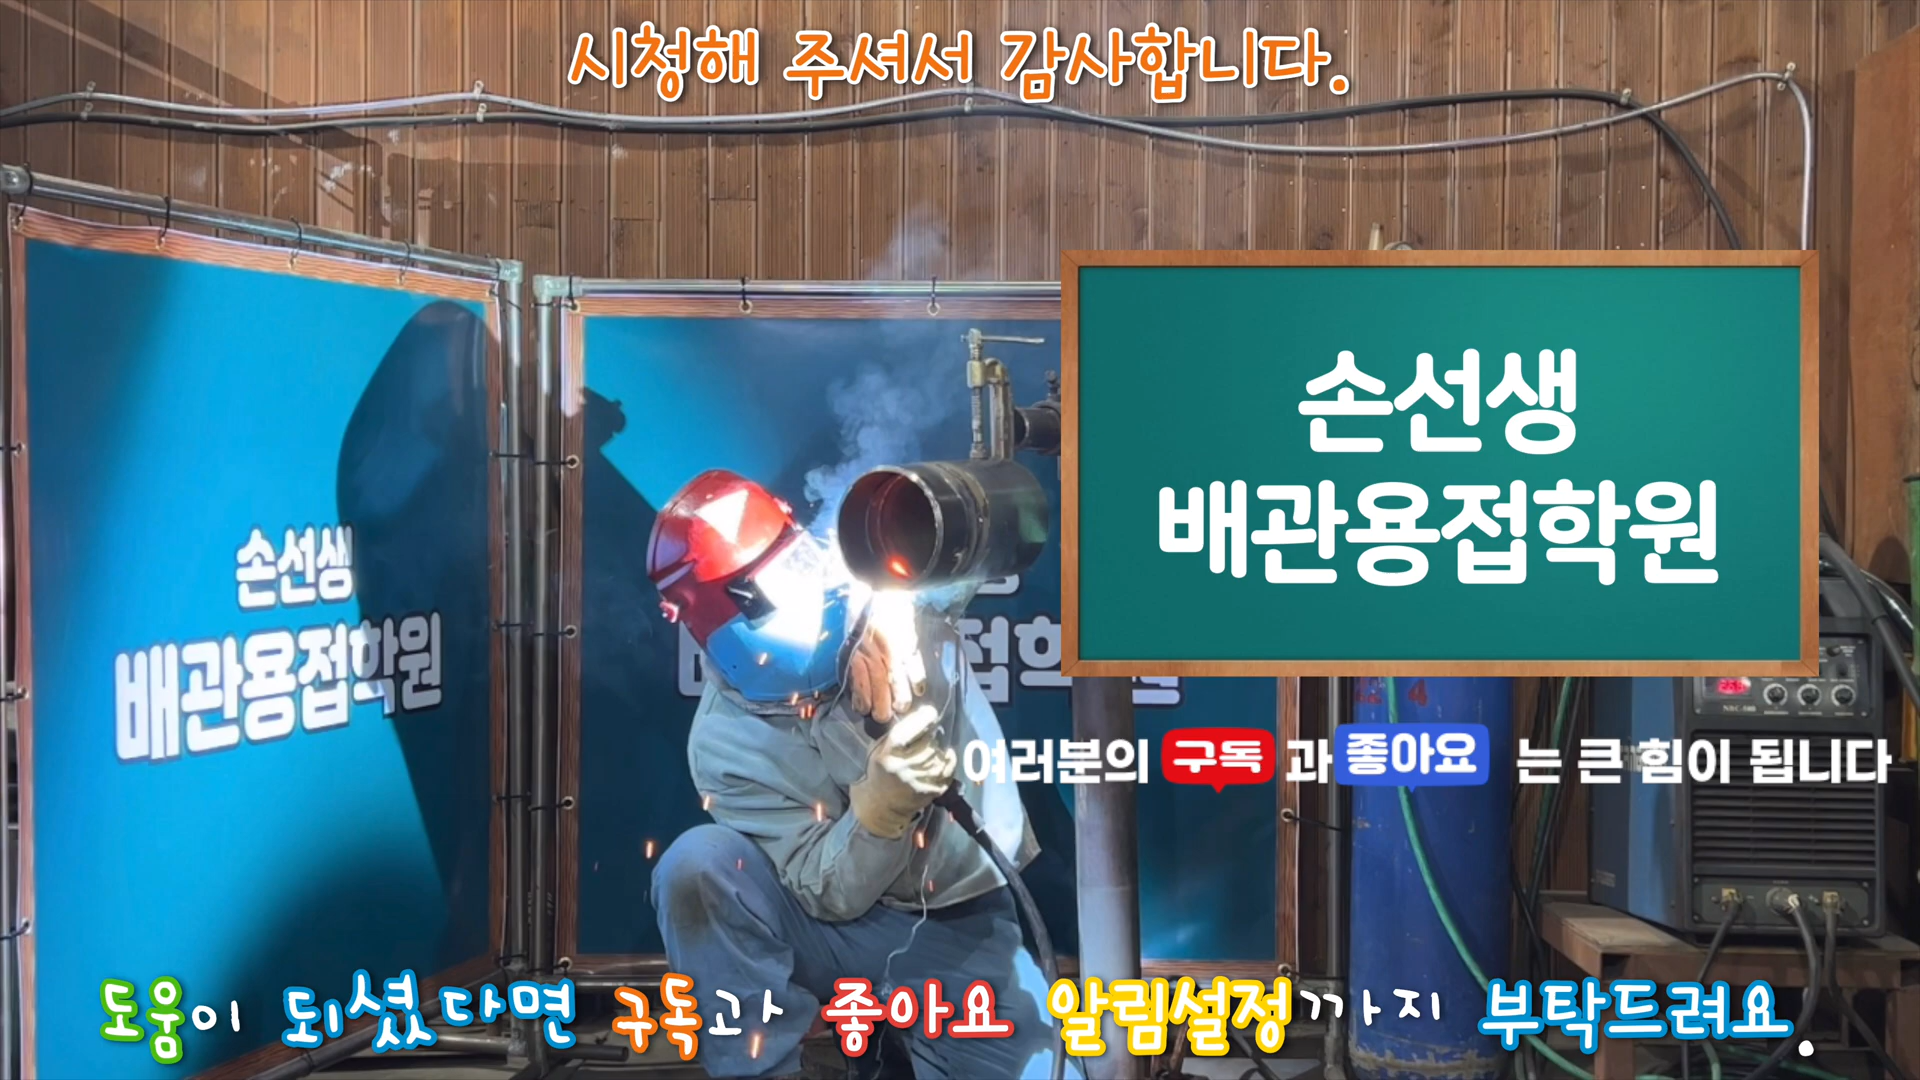 시청해 주셔서 감사합니다.
손선생
배관용접학원
손선생
배관용접학원
여러분의 구독 과 좋아요 는 큰 힘이 됩니다
도움이 되셨다면 구독과 좋아요 알림설정까지 부탁드려요.